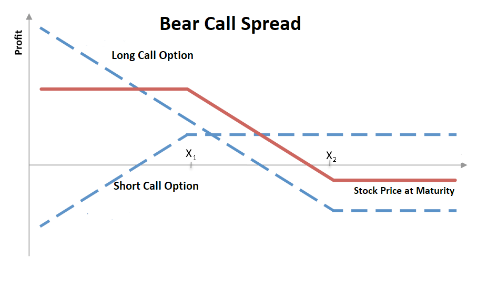 Bear Call Spread
Profit
Long Call Option
X1
X2
Short Call Option
Stock Price at Maturity